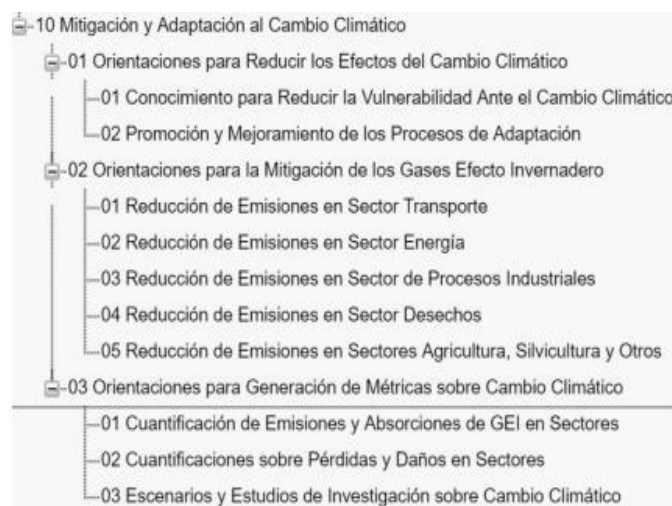 10 Mitigación y Adaptación al Cambio Climático
01 Orientaciones para Reducir los Efectos del Cambio Climático
01 Conocimiento para Reducir la Vulnerabilidad Ante el Cambio Climático
02 Promoción y Mejoramiento de los Procesos de Adaptación
02 Orientaciones para la Mitigación de los Gases Efecto Invernadero
01 Reducción de Emisiones en Sector Transporte
02 Reducción de Emisiones en Sector Energía
03 Reducción de Emisiones en Sector de Procesos Industriales
04 Reducción de Emisiones en Sector Desechos
05 Reducción de Emisiones en Sectores Agricultura, Silvicultura y Otros
03 Orientaciones para Generación de Métricas sobre Cambio Climático
01 Cuantificación de Emisiones y Absorciones de GEI en Sectores
02 Cuantificaciones sobre Pérdidas y Daños en Sectores
03 Escenarios y Estudios de Investigación sobre Cambio Climático